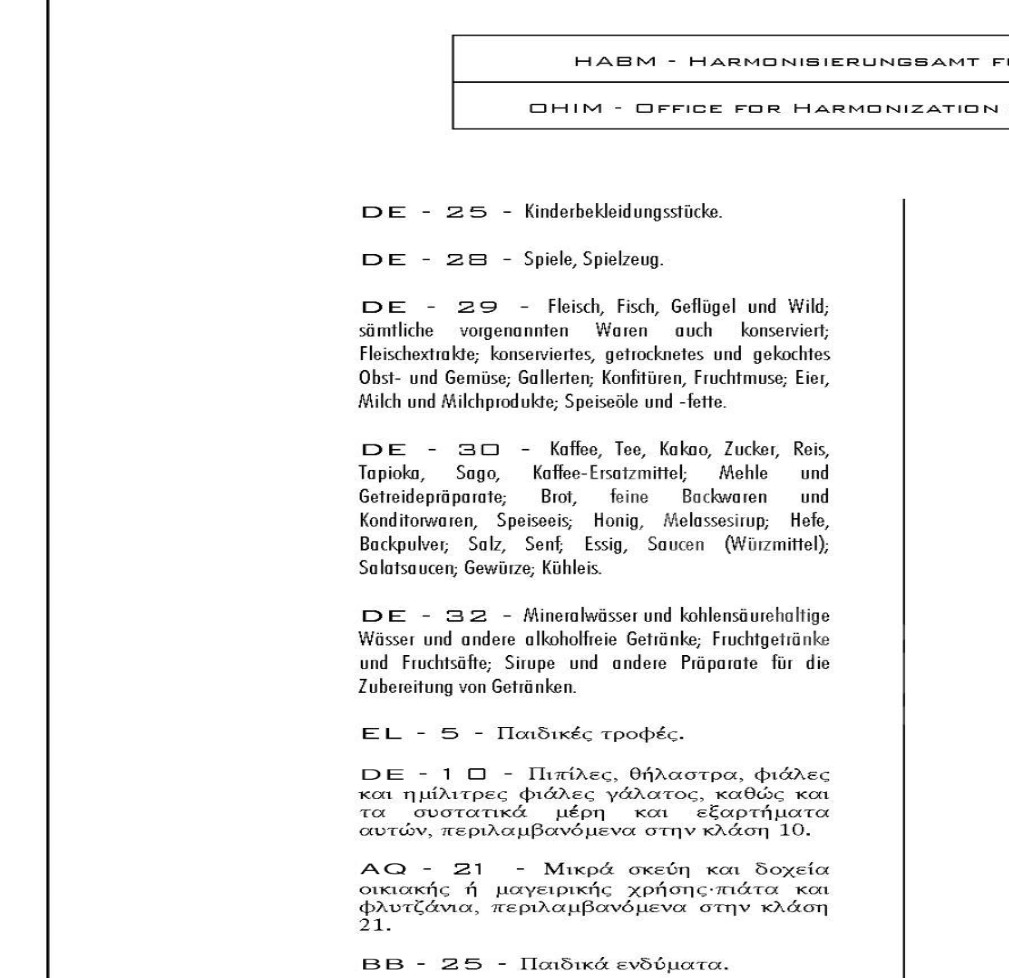 HABM - HARMONISIERUNGSAMT
OHIM - OFFICE FOR HARMONIZATION
DE - 25 - Kinderbekleidungsstücke.
DE - 28 - Spiele, Spielzeug.
DE - 29 - Fleisch, Fisch, Geflügel und Wild;
sämtliche vorgenannten Waren auch konserviert;
Fleischextrakte; konserviertes, getrocknetes und gekochtes
Obst- und Gemüse; Gallerten; Konfitüren, Fruchtmuse; Eier,
Milch und Milchprodukte; Speiseöle und -fette.
DE - 30 - Kaffee, Tee, Kakao, Zucker, Reis,
Tapioka, Sago, Kaffee-Ersatzmittel; Mehle und
Getreidepräparate; Brot, feine Backwaren und
Konditorwaren, Speiseeis; Honig, Melassesirup; Hefe,
Backpulver; Salz, Senf; Essig, Saucen (Würzmittel);
Salatsaucen; Gewürze; Kühleis.
DE - 32 - Mineralwässer und kohlensäurehaltige
Wässer und andere alkoholfreie Getränke; Fruchtgetränke
und Fruchtsäfte; Sirupe und andere Präparate für die
Zubereitung von Getränken.
EL - 5 - Παιδικές τροφές.
DE - 10 - Πιπίλες, θήλαστρα, φιάλες
και ημίλιτρες φιάλες γάλατος, καθώς και
τα συστατικά μέρη και εξαρτήματα
αυτών, περιλαμβανόμενα στην κλάση 10.
AQ - 21 - Μικρά σκεύη και δοχεία
οικιακής ή μαγειρικής χρήσης·πιάτα και
φλυτζάνια, περιλαμβανόμενα στην κλάση
21.
BB - 25 - Παιδικά ενδύματα.